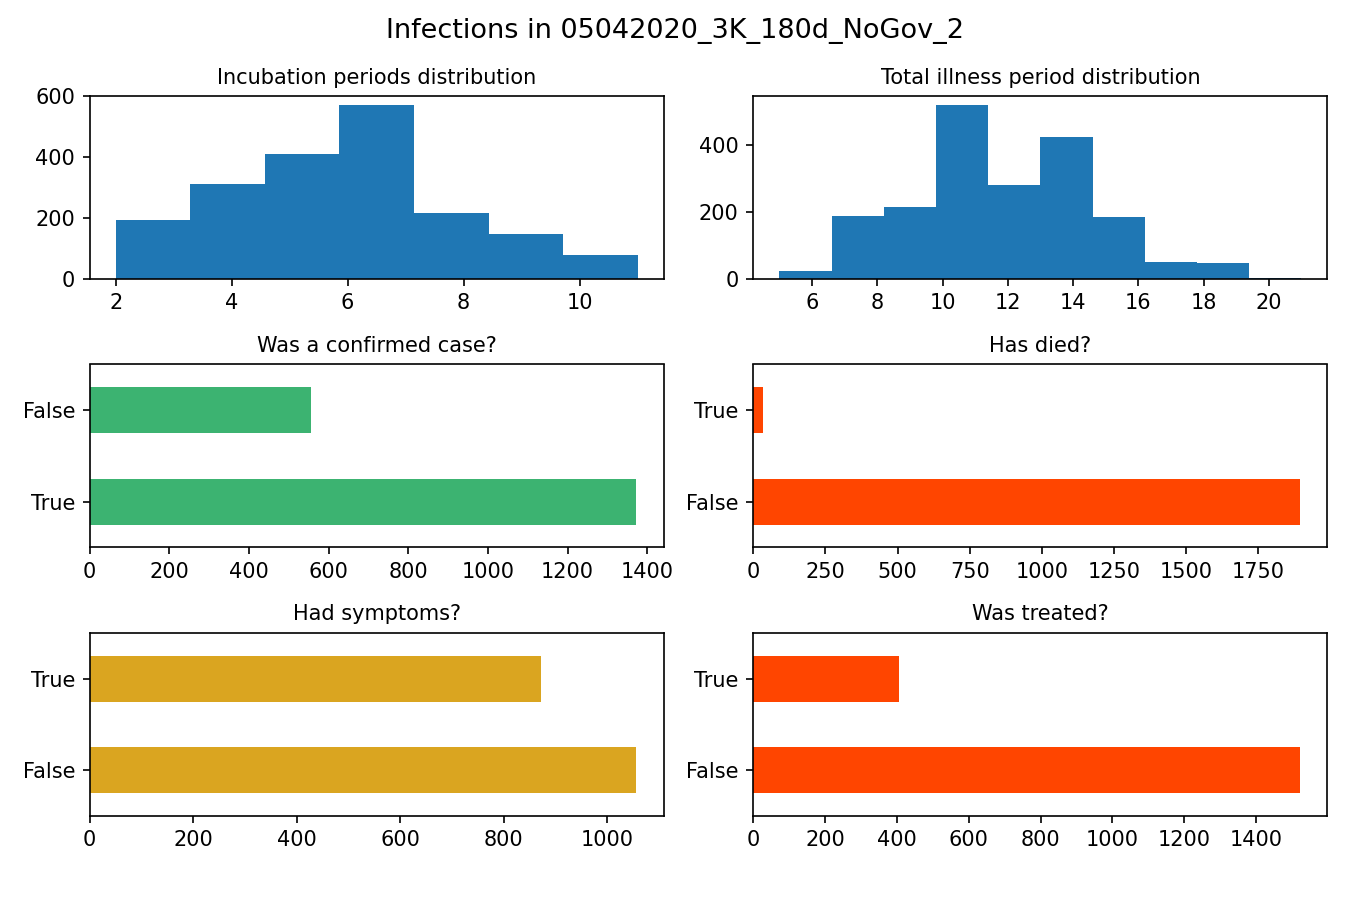 Infections in 05042020_3K_180d_NoGov_2
Incubation periods distribution
600
400
200
0
2 4 6 8 10
Total illness period distribution
400
200
0
6 8 10 12 14 16 18 20
Was a confirmed case?
False
True
0 200 400 600 800 1000 1200 1400
Has died?
True
False
0 250 500 750 1000 1250 1500 1750
Had symptoms?
True
False
0 200 400 600 800 1000
Was treated?
True
False
0 200 400 600 800 1000 1200 1400